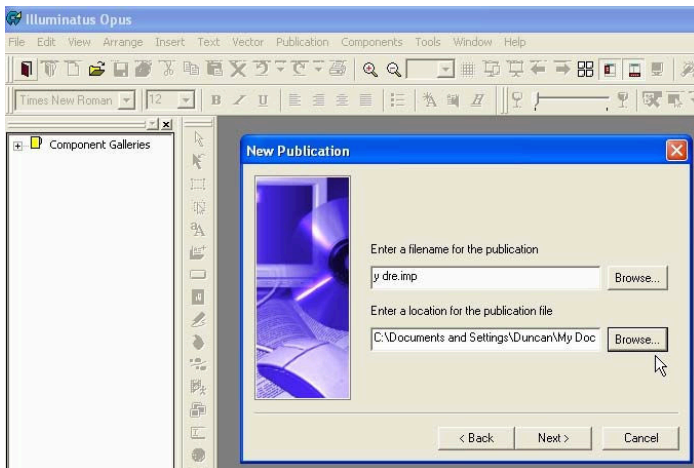 Illuminatus Opus
File Edit View Arrange Insert Text Vector Publication Components Tools Window Help
Times New Roman 12 B I U H
Component Galleries
New Publication
Enter a filename for the publication
y dre.imp Browse...
Enter a location for the publication file
C:\Documents and Settings\Duncan\My Doc Browse...
< Back Next > Cancel